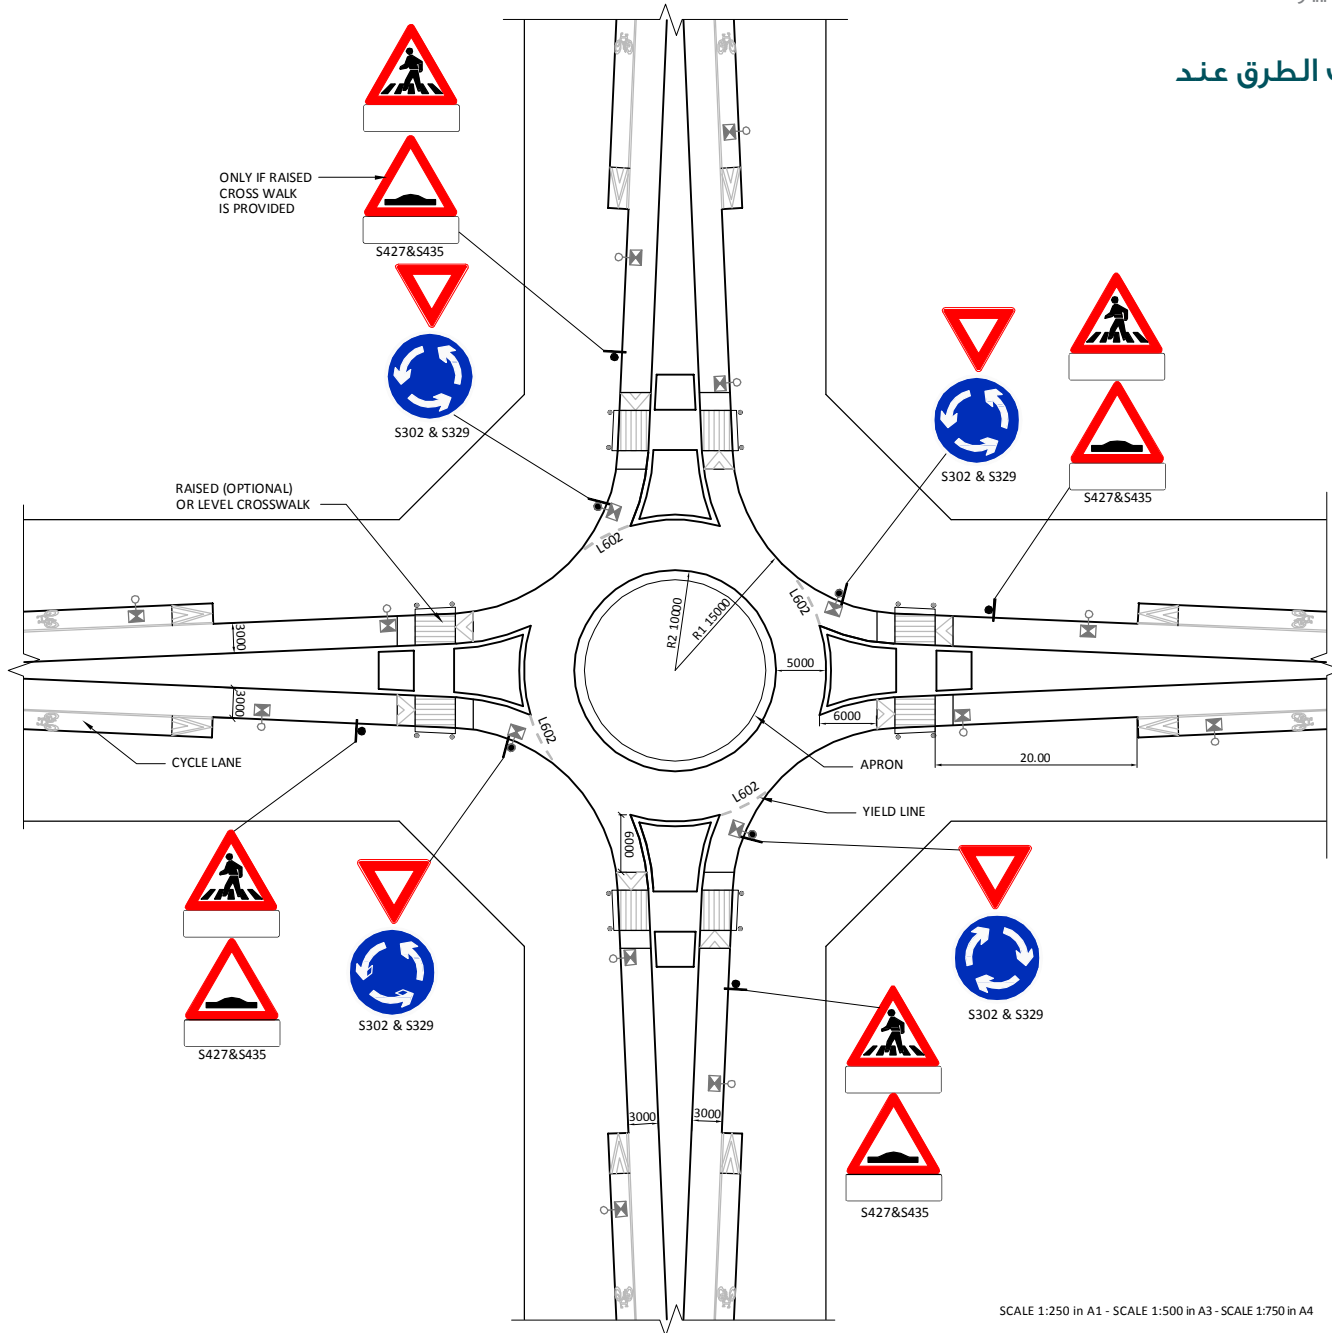 الطرق عند
ONLY IF RAISED
CROSS WALK
IS PROVIDED
S427&S435
S302 & S329
S302 & S329
S427&S435
RAISED (OPTIONAL)
OR LEVEL CROSSWALK
L602
L602
R2 10000
R1 15000
3000
5000
3000
6000
L602
CYCLE LANE
APRON
20.00
L602
YIELD LINE
6000
S302 & S329
S427&S435
S302 & S329
3000
3000
S427&S435
SCALE 1:250 in A1 - SCALE 1:500 in A3 - SCALE 1:750 in A4